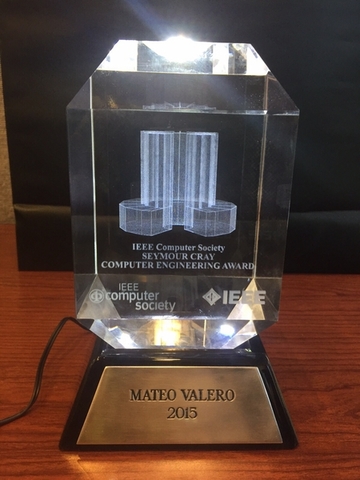 IEEE Computer Society
SEYMOUR CRAY
COMPUTER ENGINEERING AWARD
IEEE
computer
society
IEEE
MATEO VALERO
2015